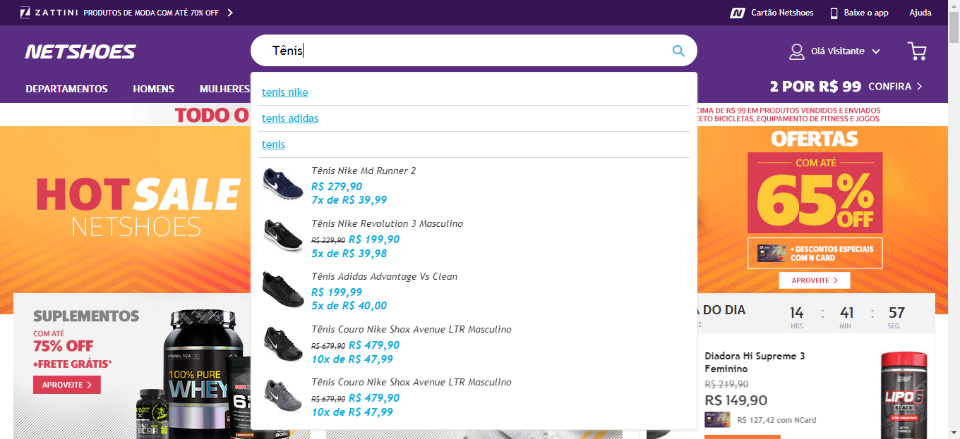 ZATTINI PRODUTOS DE MODA COM ATÉ 70% OFF
Cartão Netshoes
Baixe o app
Ajuda
NETSHOES
Tênis
Olá Visitante
DEPARTAMENTOS
HOMENS
MULHERES
2 POR R$ 99 CONFIRA
TODO O
CIMA DE R$ 99 EM PRODUTOS VENDIDOS E ENVIADOS
CETO BICICLETAS, EQUIPAMENTO DE FITNESS E JOGOS.
tenis nike
tenis adidas
tenis
Tênis Nike Md Runner 2
R$ 279,90
7x de R$ 39,99
Tênis Nike Revolution 3 Masculino
R$ 229,90 R$ 199,90
5x de R$ 39,98
Tênis Adidas Advantage Vs Clean
R$ 199,99
5x de R$ 40,00
Tênis Couro Nike Shox Avenue LTR Masculino
R$ 679,90 R$ 479,90
10x de R$ 47,99
Tênis Couro Nike Shox Avenue LTR Masculino
R$ 679,90 R$ 479,90
10x de R$ 47,99
HOT SALE
NETSHOES
OFERTAS
COM ATÉ
65% OFF
+ DESCONTOS ESPECIAIS
COM N CARD
APROVEITE
SUPLEMENTOS
COM ATÉ
75% OFF
+FRETE GRÁTIS*
APROVEITE
100% PURE
WHEY
A DO DIA
14 : 41 : 57
HRS MIN SEG
Diadora Hi Supreme 3
Feminino
R$ 219,90
R$ 149,90
R$ 127,42 com NCard
LIPO 6
BLACK